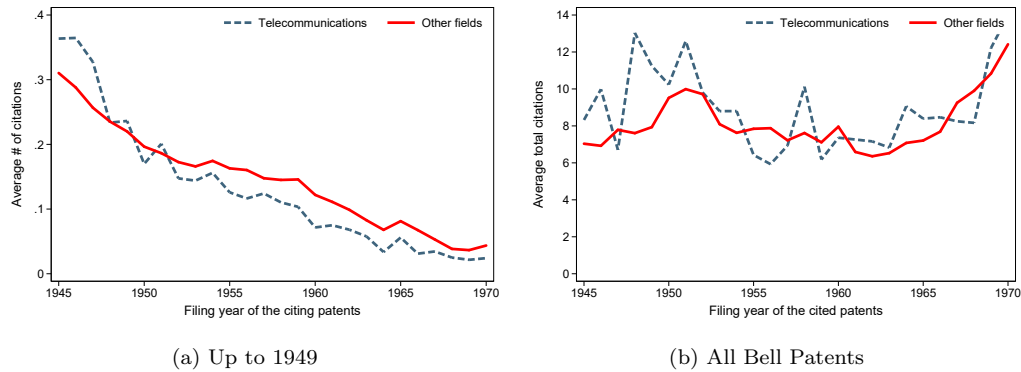 Telecommunications Other fields
Average # of citations
.4
.3
.2
.1
0
1945 1950 1955 1960 1965 1970
Filing year of the citing patents
(a) Up to 1949
Telecommunications Other fields
Average total citations
14
12
10
8
6
4
2
0
1945 1950 1955 1960 1965 1970
Filing year of the cited patents
(b) All Bell Patents